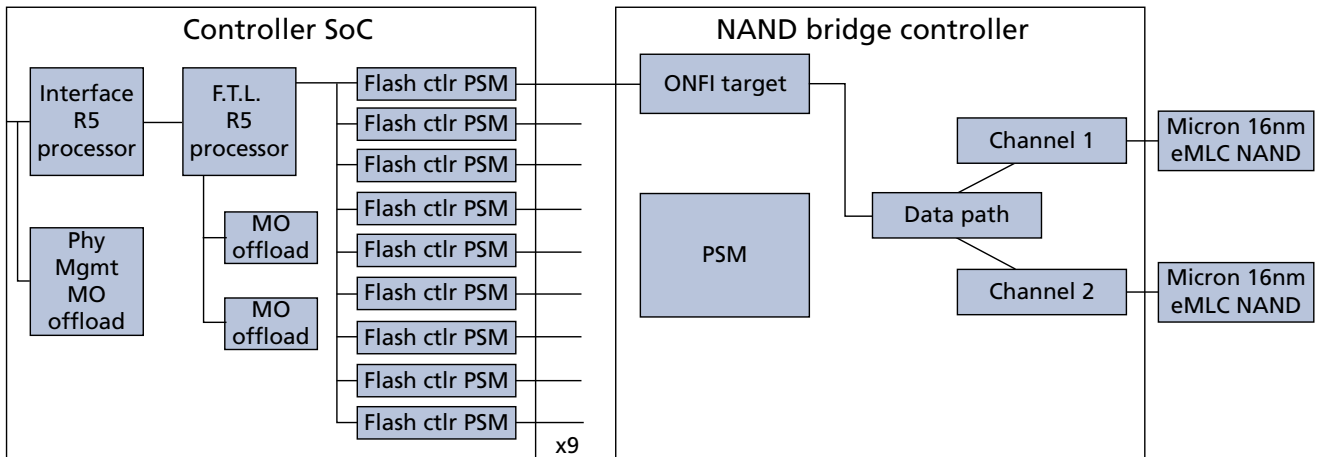 Controller SoC
Interface
R5
processor
F.T.L.
R5
processor
Phy
Mgmt
MO
offload
MO
offload
MO
offload
Flash ctlr PSM
Flash ctlr PSM
Flash ctlr PSM
Flash ctlr PSM
Flash ctlr PSM
Flash ctlr PSM
Flash ctlr PSM
Flash ctlr PSM
Flash ctlr PSM
x9
NAND bridge controller
ONFI target
PSM
Data path
Channel 1
Channel 2
Micron 16nm
eMLC NAND
Micron 16nm
eMLC NAND